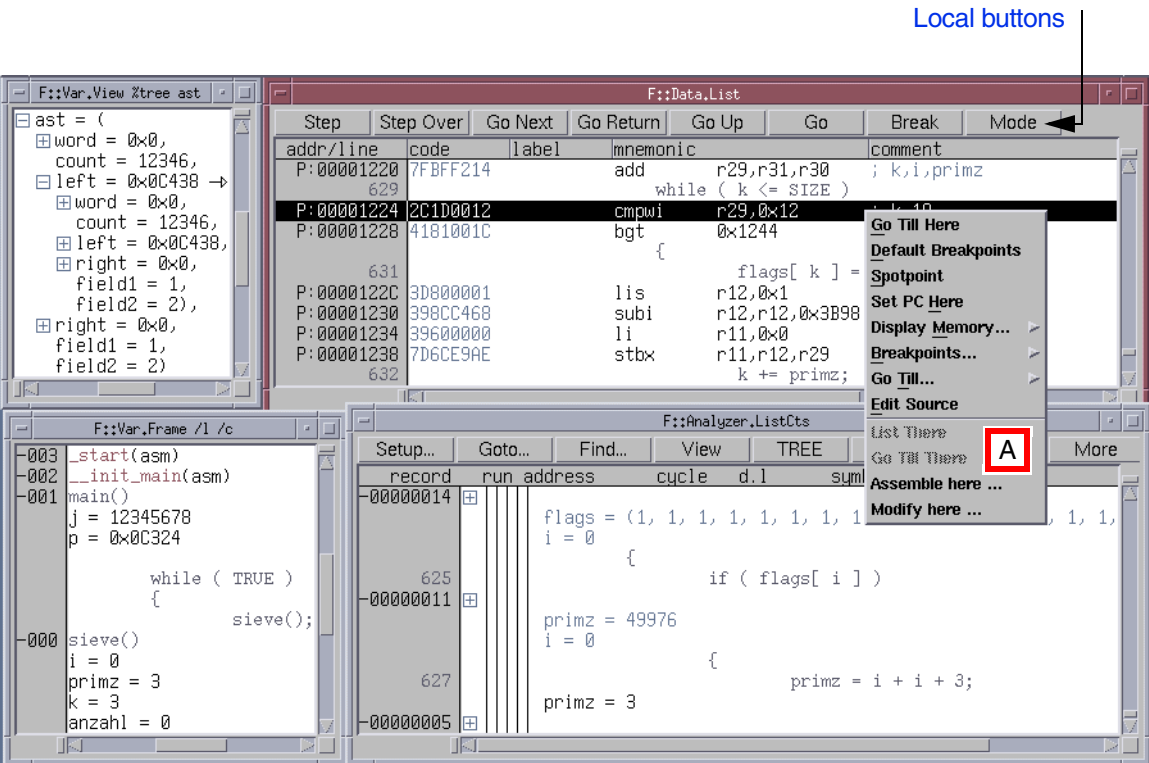 Local buttons
F::Var.View %tree ast
ast = (
word = 0x0,
count = 12346,
left = 0x0C438
word = 0x0,
count = 12346,
left = 0x0C438,
right = 0x0,
field1 = 1,
field2 = 2),
right = 0x0,
field1 = 1,
field2 = 2)
F::Data.List
Step Step Over Go Next Go Return Go Up Go Break Mode
addr/line code label mnemonic comment
P:00001220 7FBFF214 add r29,r31,r30 ; k,i,primz
629 while ( k <= SIZE )
P:00001224 2C1D0012 cmpwi r29,0x12 ; k,18
P:00001228 4181001C bgt 0x1244
{
631 flags[ k ] =
P:0000122C 3D800001 lis r12,0x1
P:00001230 398CC468 subi r12,r12,0x3B98
P:00001234 39600000 li r11,0x0
P:00001238 7D6CE9AE stbx r11,r12,r29
632 k += primz;
Go Till Here
Default Breakpoints
Spotpoint
Set PC Here
Display Memory...
Breakpoints...
Go Till...
Edit Source
List There
Go Till There
Assemble here ...
Modify here ...
A
F::Var.Frame /l /c
-003 _start(asm)
-002 __init_main(asm)
-001 main()
j = 12345678
p = 0x0C324
while ( TRUE )
{
sieve();
-000 sieve()
i = 0
primz = 3
k = 3
anzahl = 0
F::Analyzer.ListCts
Setup... Goto... Find... View TREE More
record run address cycle d.l
-00000014
flags = (1, 1, 1, 1, 1, 1, 1, 1 , 1, 1,
i = 0
{
625 if ( flags[ i ] )
-00000011
primz = 49976
i = 0
{
627 primz = i + i + 3;
primz = 3
-00000005